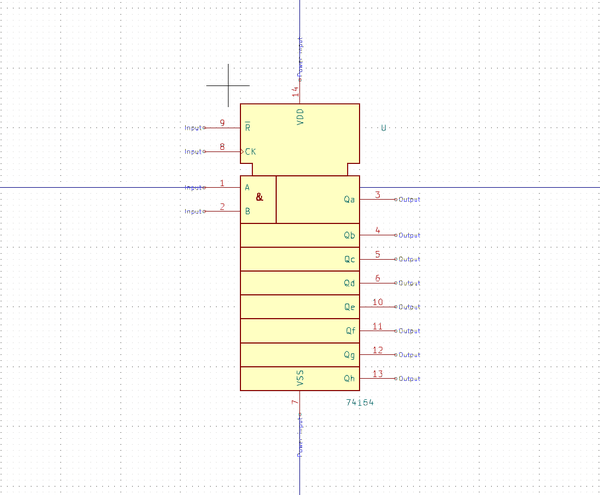 Power input
14
VDD
Input 9 R
U
Input 8 CK
Input 1 A
&
Qa 3 Output
Input 2 B
Qb 4 Output
Qc 5 Output
Qd 6 Output
Qe 10 Output
Qf 11 Output
Qg 12 Output
VSS
Qh 13 Output
7
74164
Power input